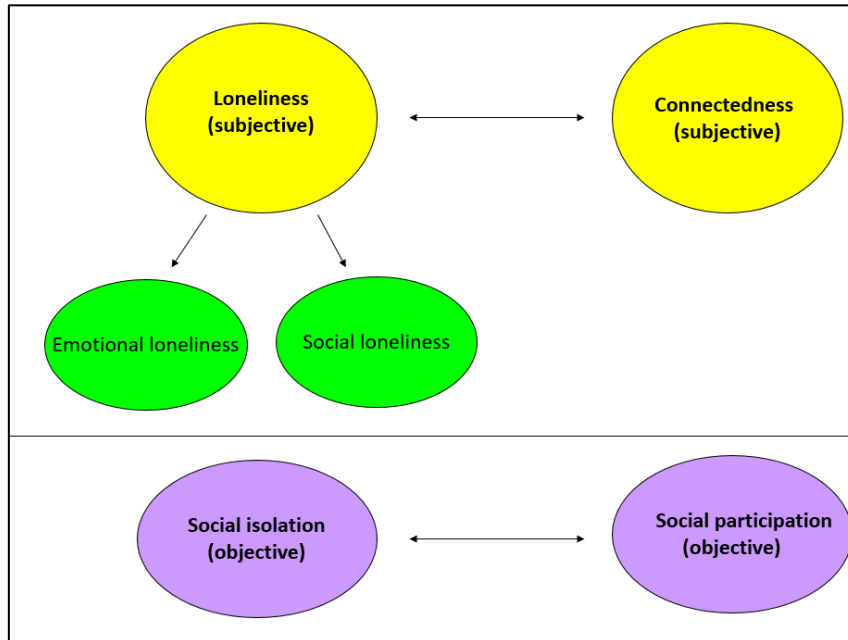 Loneliness
(subjective)
Connectedness
(subjective)
Emotional loneliness
Social loneliness
Social isolation
(objective)
Social participation
(objective)